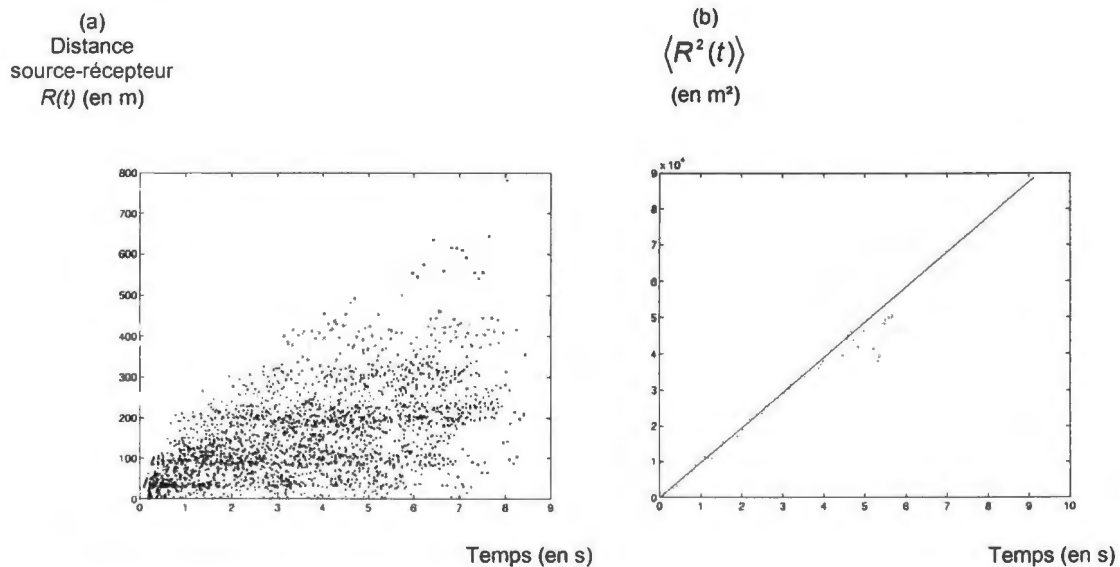 (a)
Distance
source-récepteur
R(t) (en m)
800
700
600
500
400
300
200
100
0
0 1 2 3 4 5 6 7 8 9
Temps (en s)
(b)
⟨R²(t)⟩
(en m²)
x 10⁴
9
8
7
6
5
4
3
2
1
0
0 1 2 3 4 5 6 7 8 9 10
Temps (en s)